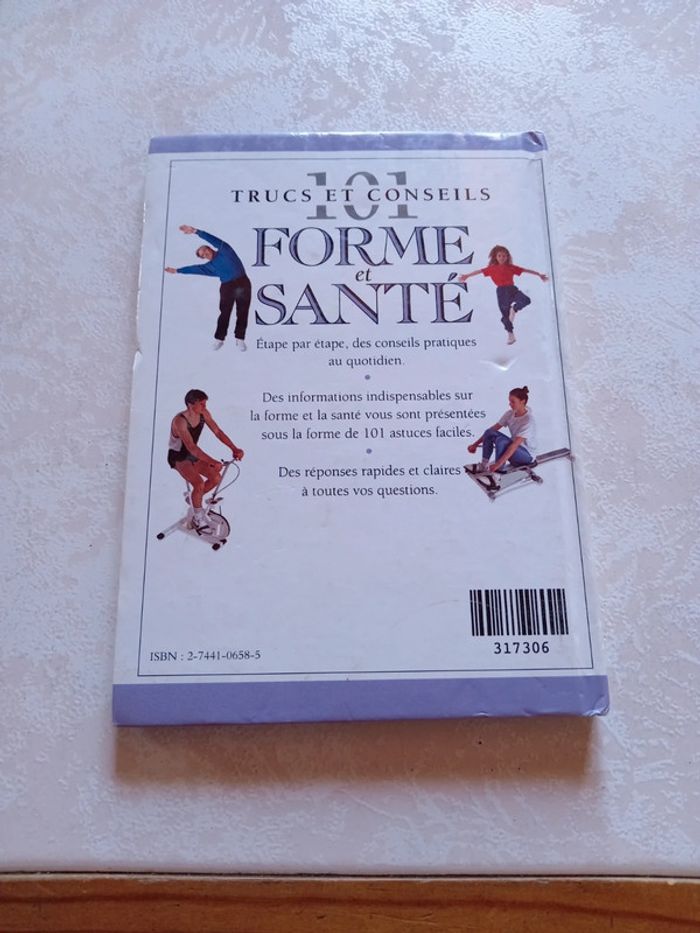 101
TRUCS ET CONSEILS
FORME
et
SANTÉ
Étape par étape, des conseils pratiques
au quotidien.
Des informations indispensables sur
la forme et la santé vous sont présentées
sous la forme de 101 astuces faciles.
Des réponses rapides et claires
à toutes vos questions.
317306
ISBN : 2-7441-0658-5